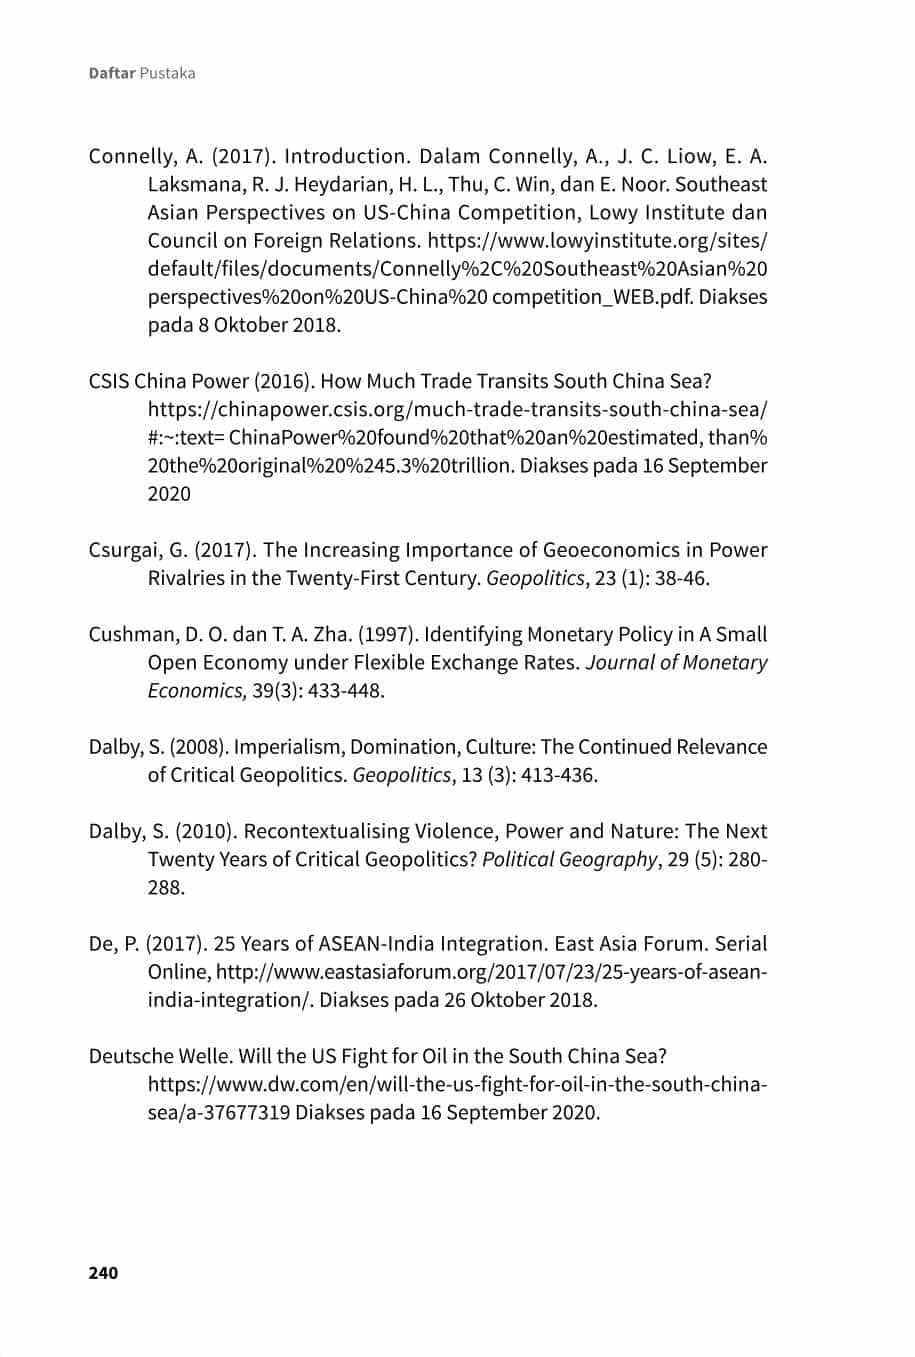 Daftar Pustaka
Connelly, A. (2017). Introduction. Dalam Connelly, A., J. C. Liow, E. A.
Laksmana, R. J. Heydarian, H. L., Thu, C. Win, dan E. Noor. Southeast
Asian Perspectives on US-China Competition, Lowy Institute dan
Council on Foreign Relations. https://www.lowyinstitute.org/sites/
default/files/documents/Connelly%2C%20Southeast%20Asian%20
perspectives%20on%20US-China%20 competition_WEB.pdf. Diakses
pada 8 Oktober 2018.
CSIS China Power (2016). How Much Trade Transits South China Sea?
https://chinapower.csis.org/much-trade-transits-south-china-sea/
#:~:text= ChinaPower%20found%20that%20an%20estimated, than%
20the%20original%20%245.3%20trillion. Diakses pada 16 September
2020
Csurgai, G. (2017). The Increasing Importance of Geoeconomics in Power
Rivalries in the Twenty-First Century. Geopolitics, 23 (1): 38-46.
Cushman, D. O. dan T. A. Zha. (1997). Identifying Monetary Policy in A Small
Open Economy under Flexible Exchange Rates. Journal of Monetary
Economics, 39(3): 433-448.
Dalby, S. (2008). Imperialism, Domination, Culture: The Continued Relevance
of Critical Geopolitics. Geopolitics, 13 (3): 413-436.
Dalby, S. (2010). Recontextualising Violence, Power and Nature: The Next
Twenty Years of Critical Geopolitics? Political Geography, 29 (5): 280-
288.
De, P. (2017). 25 Years of ASEAN-India Integration. East Asia Forum. Serial
Online, http://www.eastasiaforum.org/2017/07/23/25-years-of-asean-
india-integration/. Diakses pada 26 Oktober 2018.
Deutsche Welle. Will the US Fight for Oil in the South China Sea?
https://www.dw.com/en/will-the-us-fight-for-oil-in-the-south-china-
sea/a-37677319 Diakses pada 16 September 2020.
240